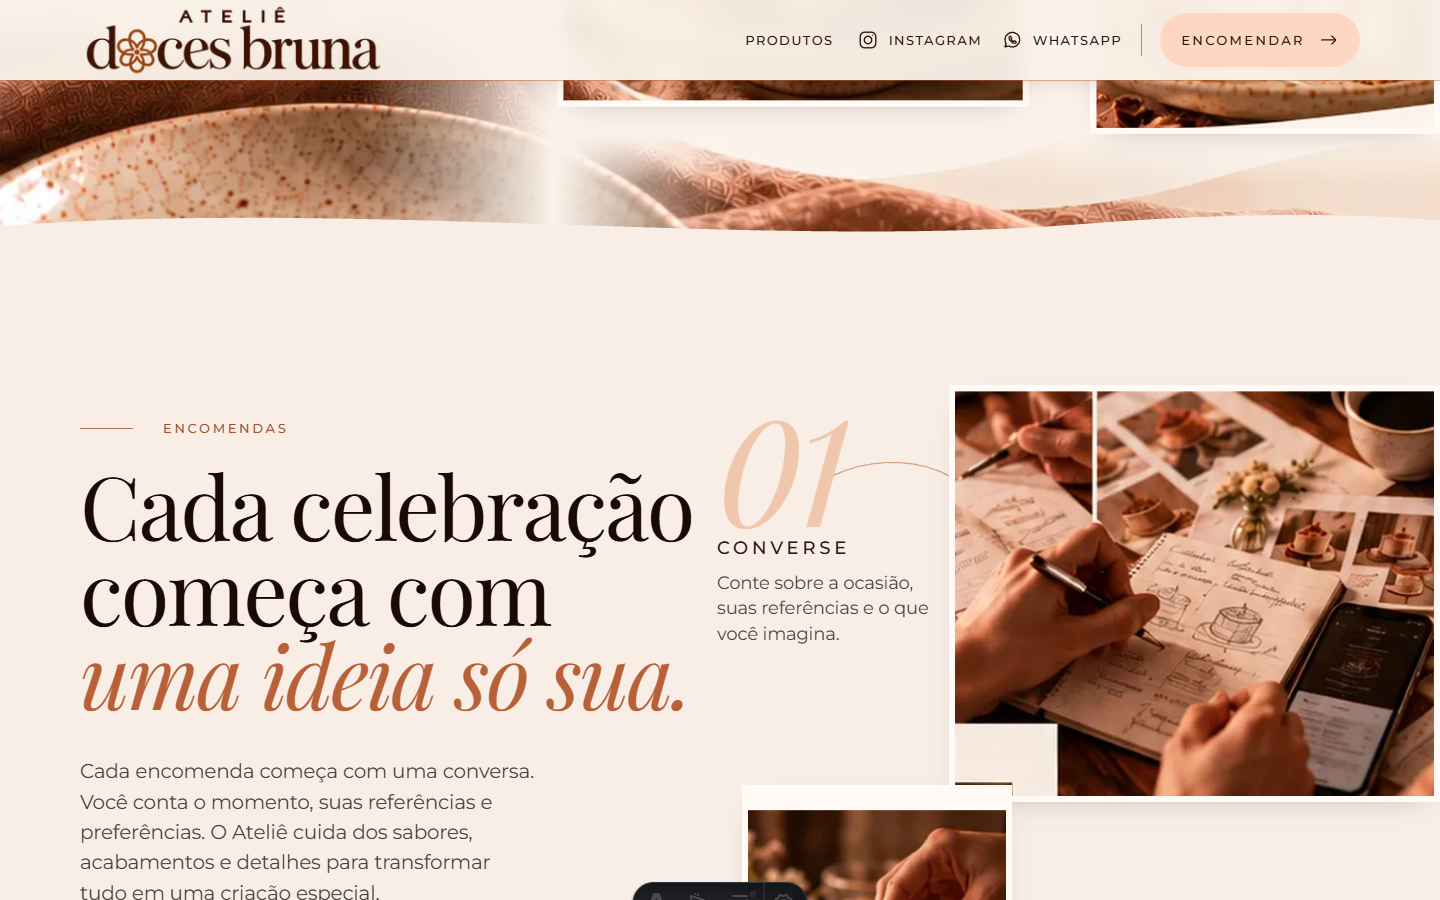 ATELIÊ
doces bruna
PRODUTOS
INSTAGRAM
WHATSAPP
ENCOMENDAR
ENCOMENDAS
Cada celebração
começa com
uma ideia só sua.
Cada encomenda começa com uma conversa.
Você conta o momento, suas referências e
preferências. O Ateliê cuida dos sabores,
acabamentos e detalhes para transformar
tudo em uma criação especial.
01
CONVERSE
Conte sobre a ocasião,
suas referências e o que
você imagina.